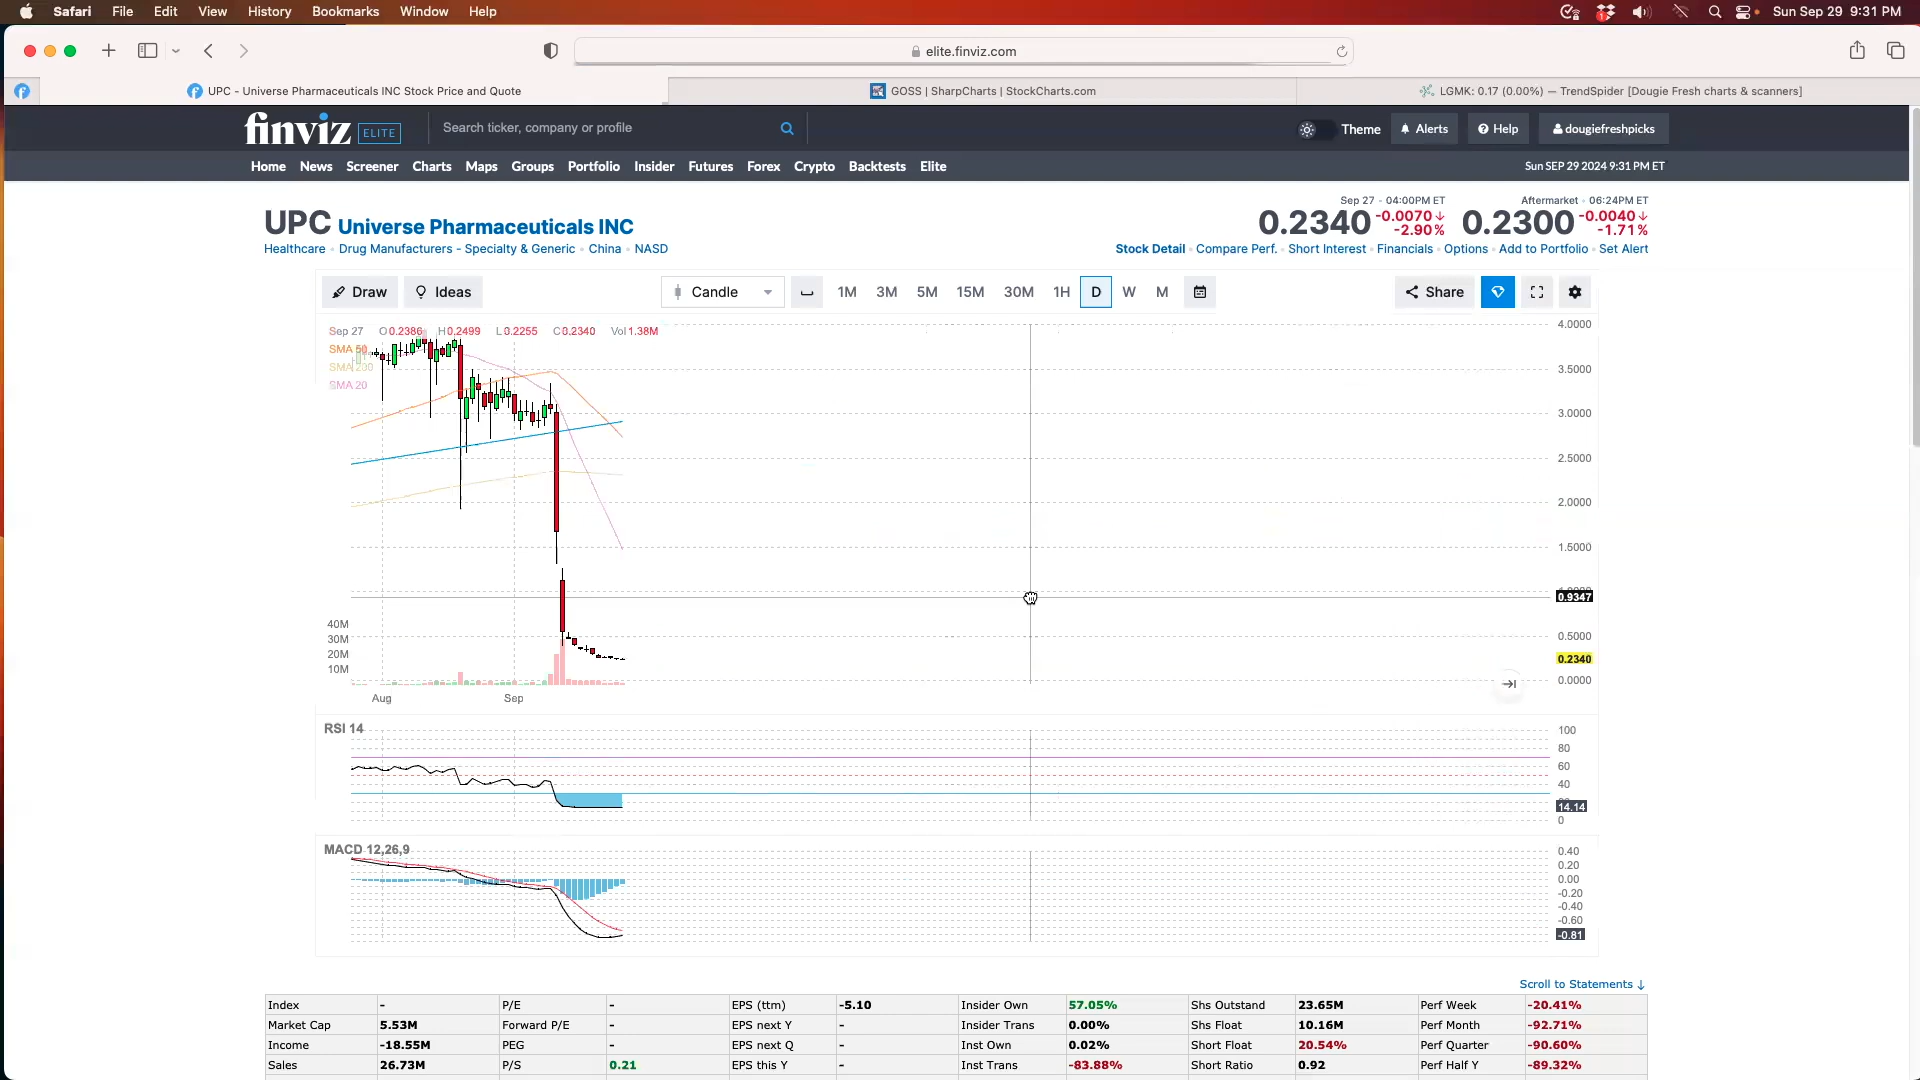 Safari File Edit View History Bookmarks Window Help Sun Sep 29 9:31 PM
elite.finviz.com
UPC - Universe Pharmaceuticals INC Stock Price and Quote GOSS | SharpCharts | StockCharts.com LGMK: 0.17 (0.00%) — TrendSpider [Dougie Fresh charts & scanners]
finviz ELITE Search ticker, company or profile Theme Alerts Help dougiefreshpicks
Home News Screener Charts Maps Groups Portfolio Insider Futures Forex Crypto Backtests Elite Sun SEP 29 2024 9:31 PM ET
Sep 27 • 04:00PM ET Aftermarket • 06:24PM ET
UPC Universe Pharmaceuticals INC 0.2340 -0.0070↓ -2.90% 0.2300 -0.0040↓ -1.71%
Healthcare • Drug Manufacturers - Specialty & Generic • China • NASD Stock Detail • Compare Perf. • Short Interest • Financials • Options • Add to Portfolio • Set Alert
Draw Ideas Candle 1M 3M 5M 15M 30M 1H D W M Share
Sep 27 O0.2386 H0.2499 L0.2255 C0.2340 Vol1.38M 4.0000
SMA 50
SMA 200 3.5000
SMA 20
3.0000
2.5000
2.0000
1.5000
0.9347
40M
30M 0.5000
20M 0.2340
10M
0.0000
Aug Sep
RSI 14 100
80
60
40
14.14
0
MACD 12,26,9 0.40
0.20
0.00
-0.20
-0.40
-0.60
-0.81
Scroll to Statements ↓
Index - P/E - EPS (ttm) -5.10 Insider Own 57.05% Shs Outstand 23.65M Perf Week -20.41%
Market Cap 5.53M Forward P/E - EPS next Y - Insider Trans 0.00% Shs Float 10.16M Perf Month -92.71%
Income -18.55M PEG - EPS next Q - Inst Own 0.02% Short Float 20.54% Perf Quarter -90.60%
Sales 26.73M P/S 0.21 EPS this Y - Inst Trans -83.88% Short Ratio 0.92 Perf Half Y -89.32%